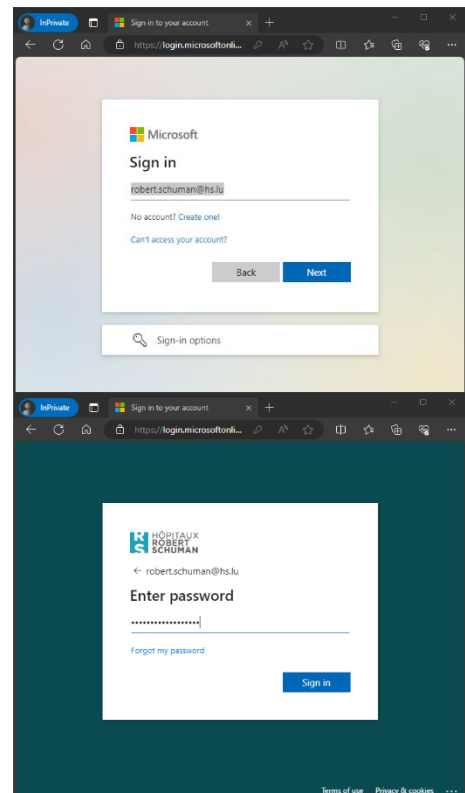 InPrivate
Sign in to your account
https://login.microsoftonli...
Microsoft
Sign in
robert.schuman@hs.lu
No account? Create one!
Can't access your account?
Back Next
Sign-in options
InPrivate
Sign in to your account
https://login.microsoftonli...
HÔPITAUX
ROBERT
SCHUMAN
← robert.schuman@hs.lu
Enter password
••••••••••••••••••
Forgot my password
Sign in
Terms of use Privacy & cookies ...